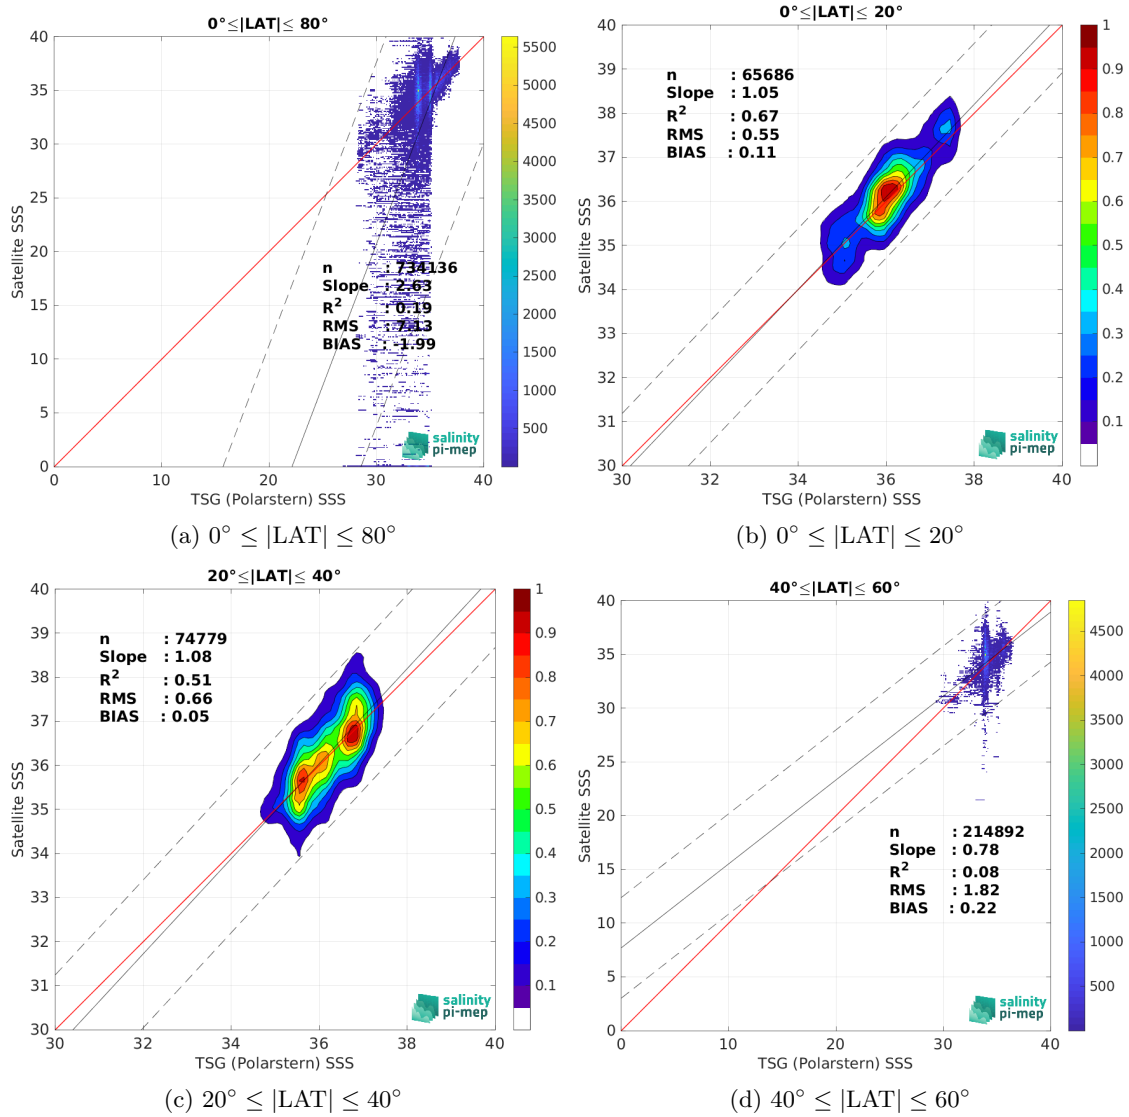 0°≤|LAT|≤ 80°
Satellite SSS
40
35
30
25
20
15
10
5
0
0
10
20
30
40
TSG (Polarstern) SSS
n : 734136
Slope : 2.63
R² : 0.19
RMS : 7.13
BIAS : -1.99
5500
5000
4500
4000
3500
3000
2500
2000
1500
1000
500
salinity
pi-mep
(a) 0° ≤ |LAT| ≤ 80°
0°≤|LAT|≤ 20°
Satellite SSS
40
39
38
37
36
35
34
33
32
31
30
30
32
34
36
38
40
TSG (Polarstern) SSS
n : 65686
Slope : 1.05
R² : 0.67
RMS : 0.55
BIAS : 0.11
1
0.9
0.8
0.7
0.6
0.5
0.4
0.3
0.2
0.1
salinity
pi-mep
(b) 0° ≤ |LAT| ≤ 20°
20°≤|LAT|≤ 40°
Satellite SSS
40
39
38
37
36
35
34
33
32
31
30
30
32
34
36
38
40
TSG (Polarstern) SSS
n : 74779
Slope : 1.08
R² : 0.51
RMS : 0.66
BIAS : 0.05
1
0.9
0.8
0.7
0.6
0.5
0.4
0.3
0.2
0.1
salinity
pi-mep
(c) 20° ≤ |LAT| ≤ 40°
40°≤|LAT|≤ 60°
Satellite SSS
40
35
30
25
20
15
10
5
0
0
10
20
30
40
TSG (Polarstern) SSS
n : 214892
Slope : 0.78
R² : 0.08
RMS : 1.82
BIAS : 0.22
4500
4000
3500
3000
2500
2000
1500
1000
500
salinity
pi-mep
(d) 40° ≤ |LAT| ≤ 60°